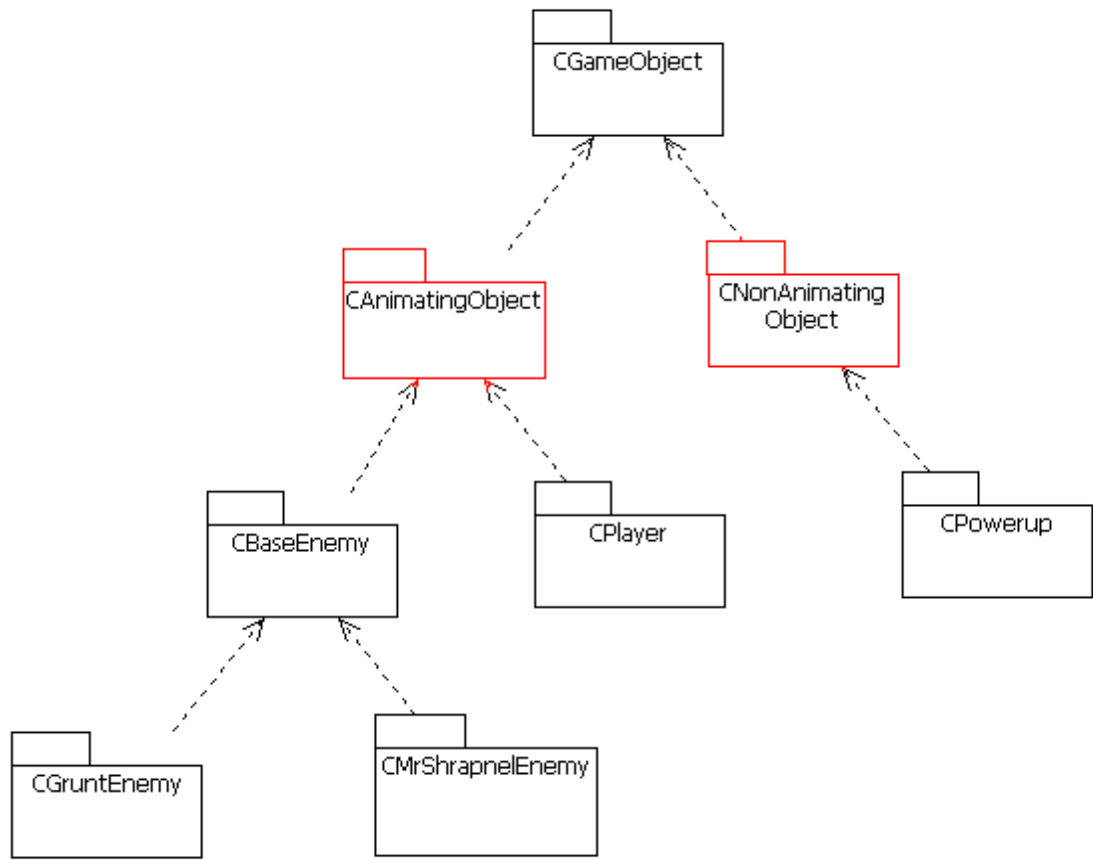 CGameObject
CAnimatingObject
CNonAnimating
Object
CBaseEnemy
CPlayer
CPowerup
CGruntEnemy
CMrShrapnelEnemy